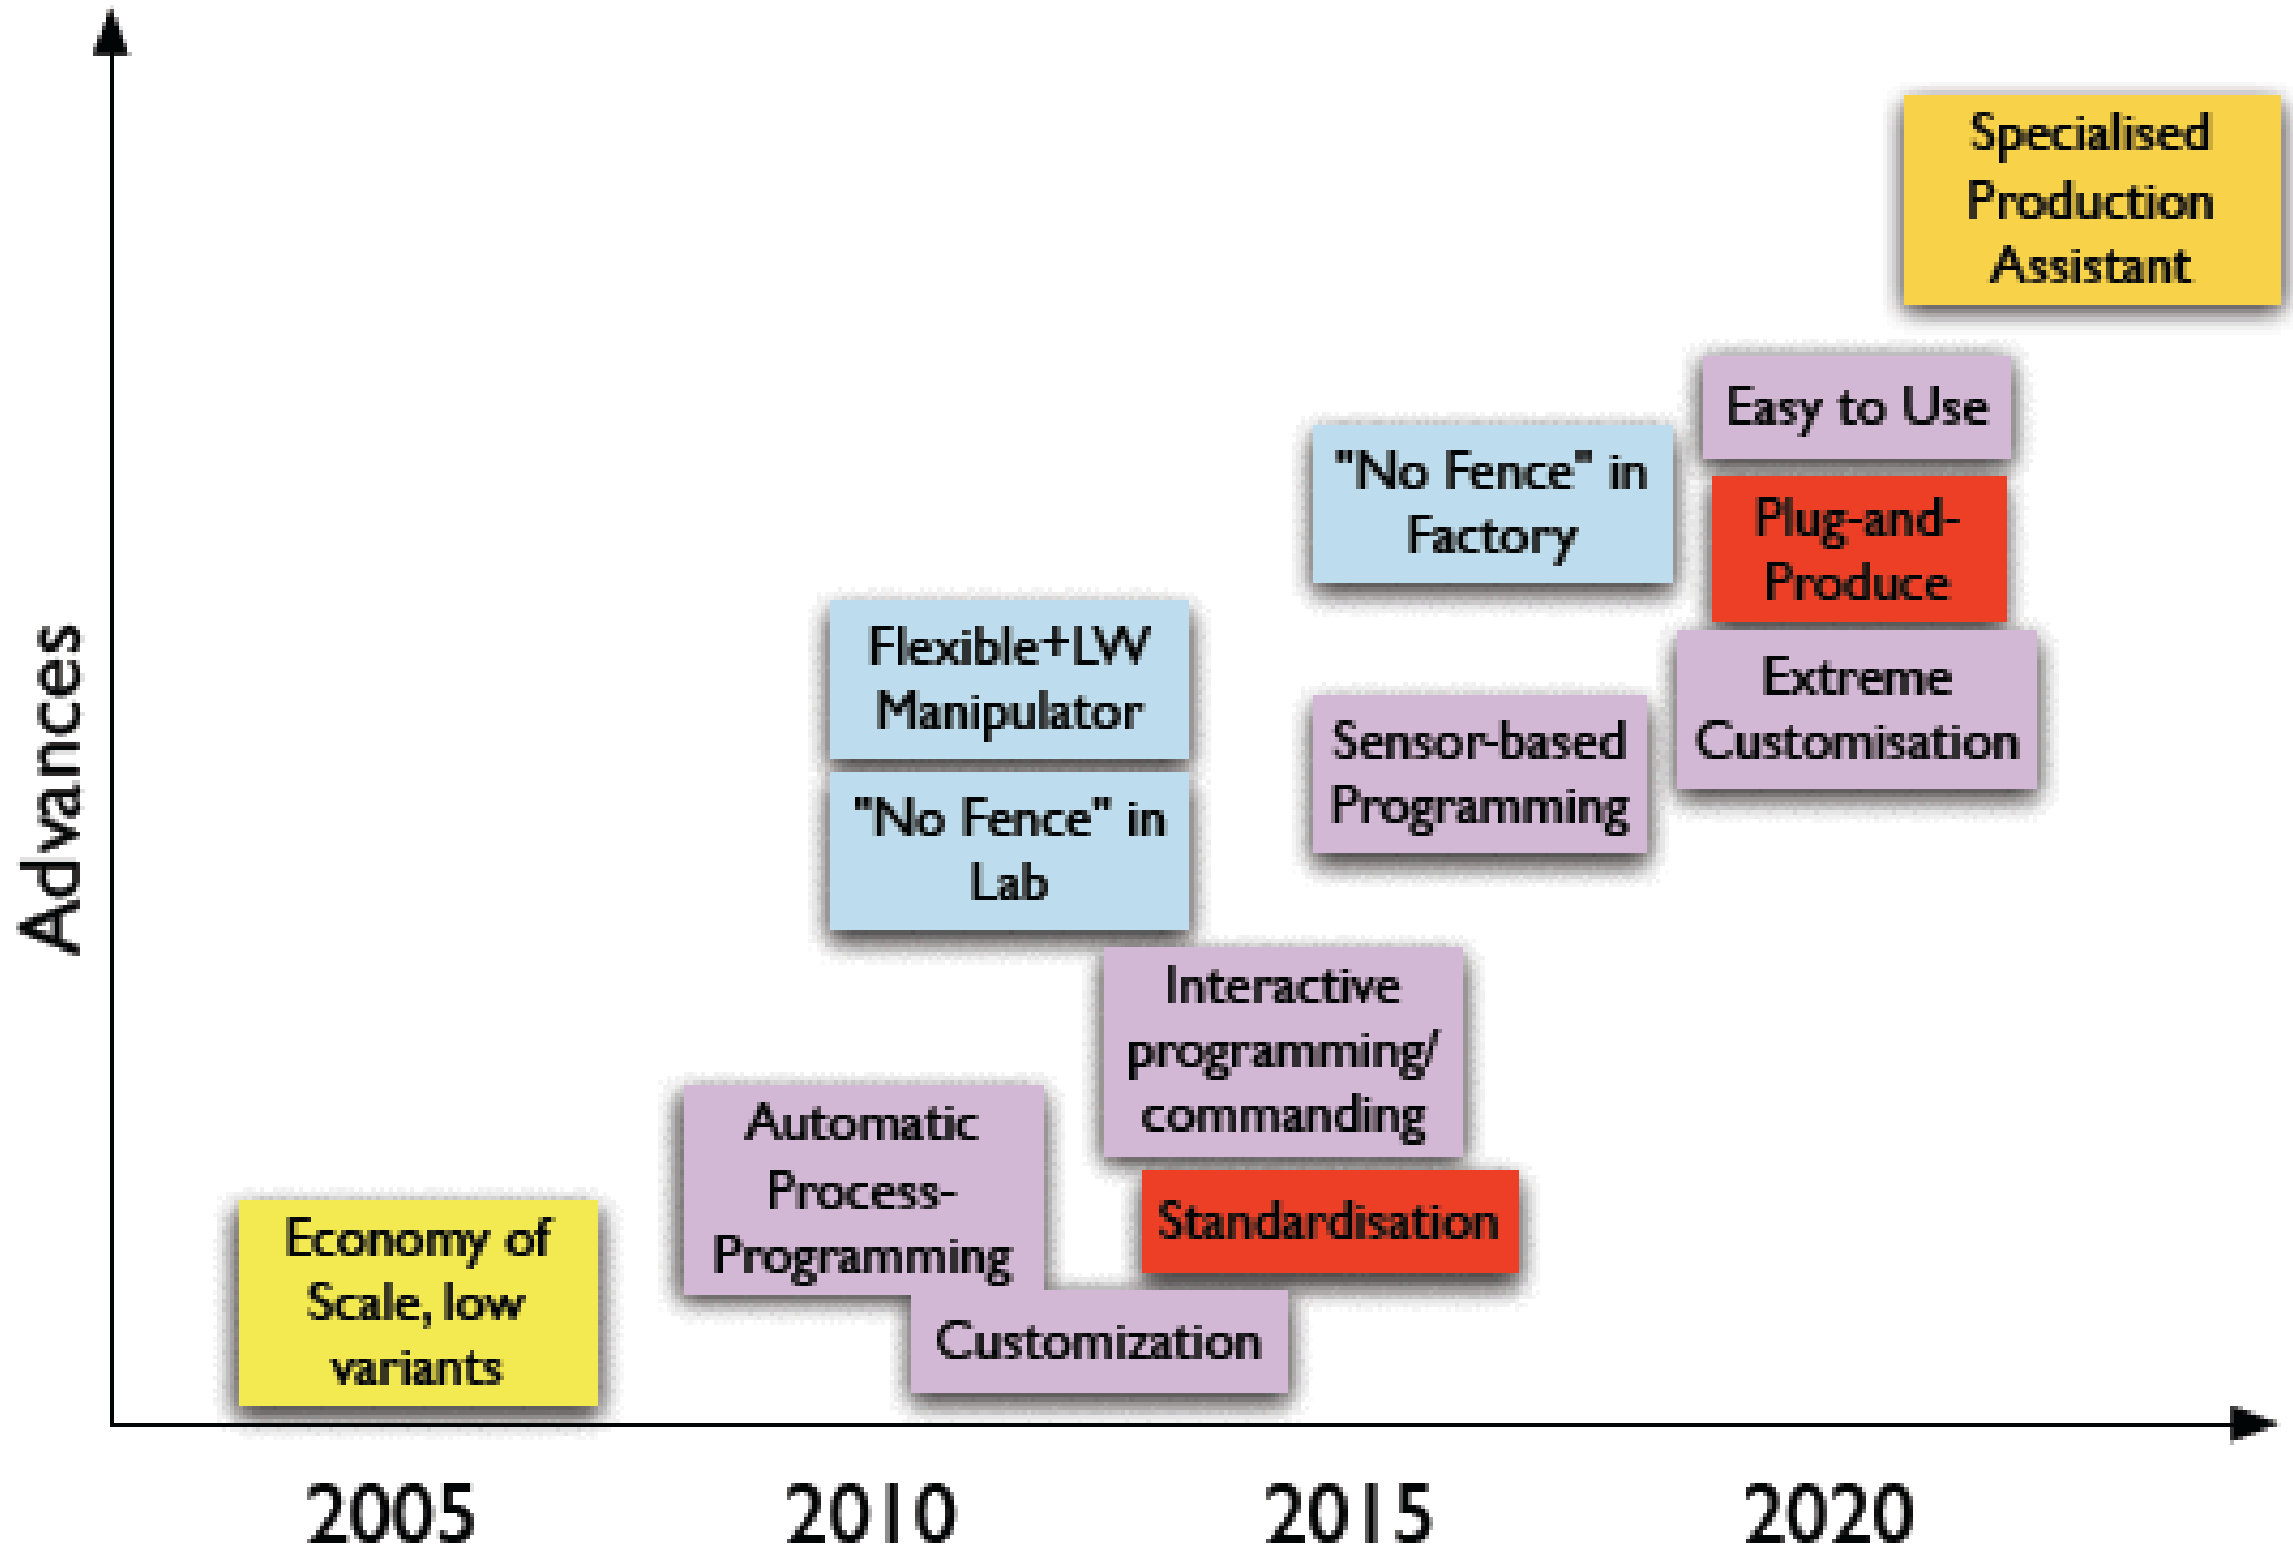 Advances
Specialised
Production
Assistant
Easy to Use
"No Fence" in
Factory
Plug-and-
Produce
Flexible+LW
Manipulator
Extreme
Customisation
Sensor-based
Programming
"No Fence" in
Lab
Interactive
programming/
commanding
Automatic
Process-
Programming
Standardisation
Economy of
Scale, low
variants
Customization
2005
2010
2015
2020